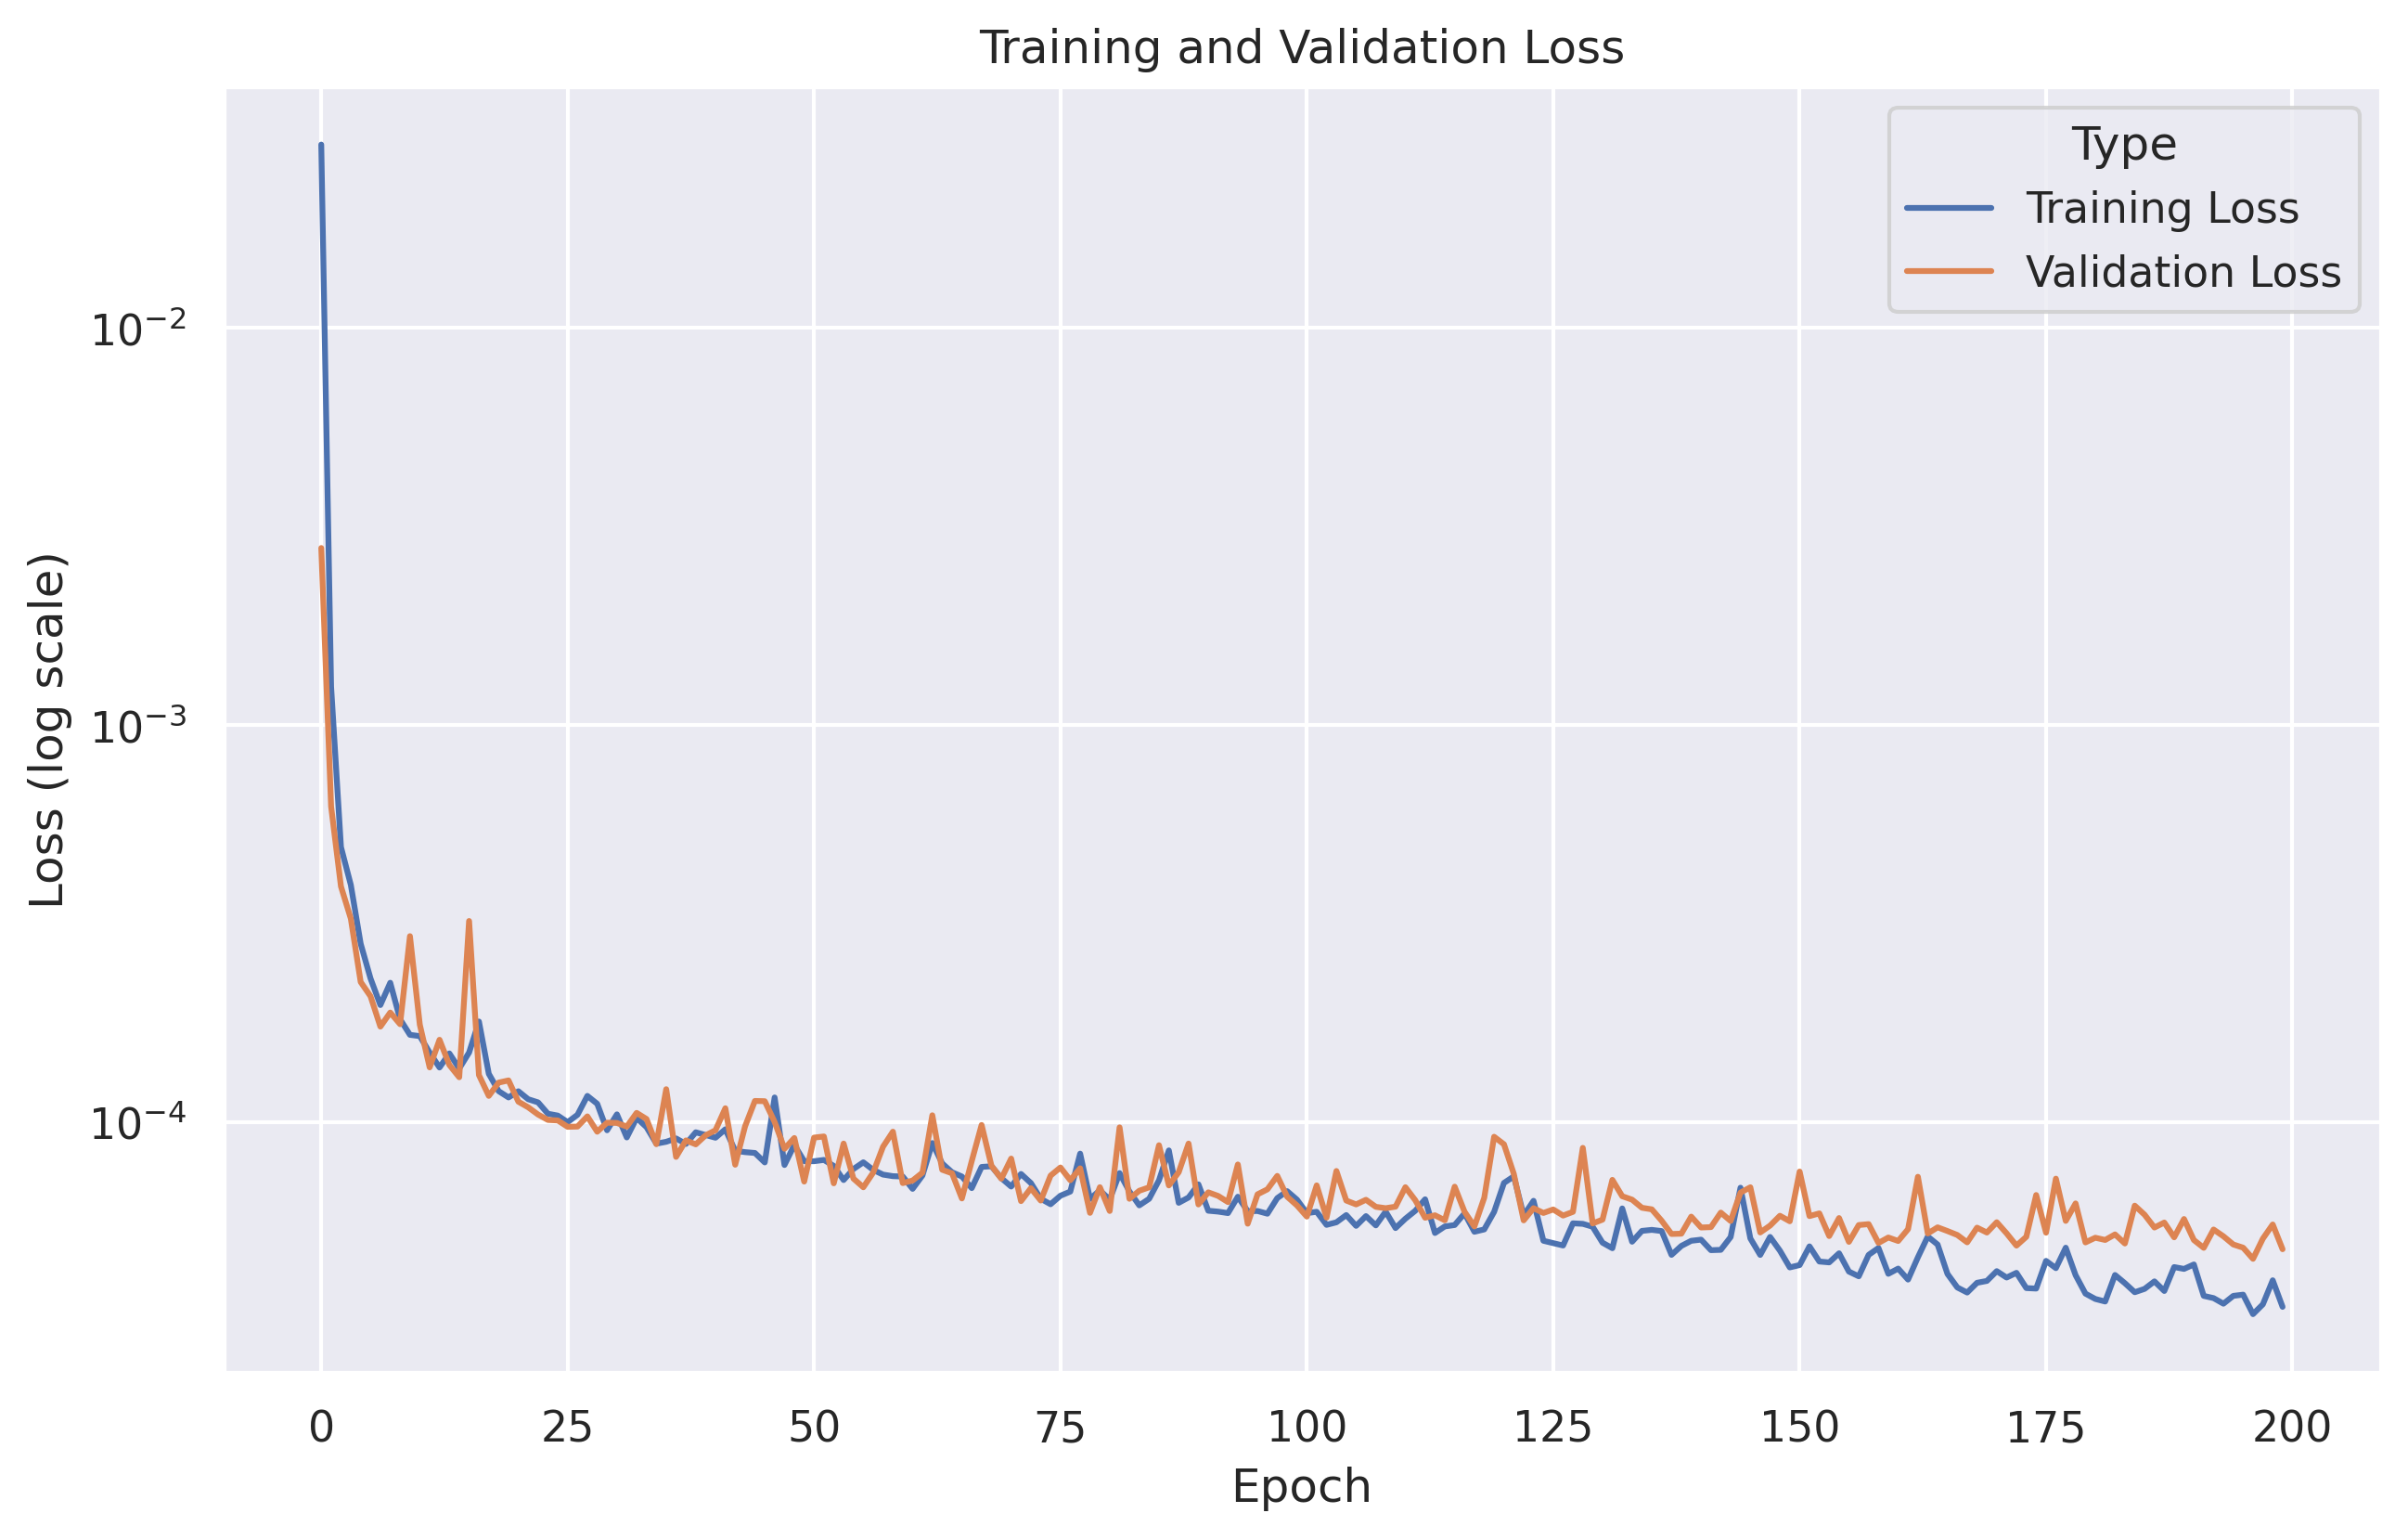 Training and Validation Loss
Type
Training Loss
Validation Loss
Loss (log scale)
10⁻²
10⁻³
10⁻⁴
0 25 50 75 100 125 150 175 200
Epoch